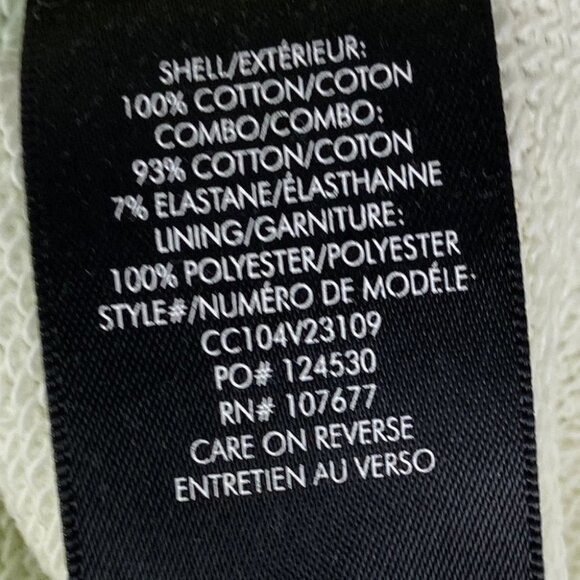 SHELL/EXTÉRIEUR:
100% COTTON/COTON
COMBO/COMBO:
93% COTTON/COTON
7% ELASTANE/ÉLASTHANNE
LINING/GARNITURE:
100% POLYESTER/POLYESTER
STYLE#/NUMÉRO DE MODÉLE:
CC104V23109
PO# 124530
RN# 107677
CARE ON REVERSE
ENTRETIEN AU VERSO